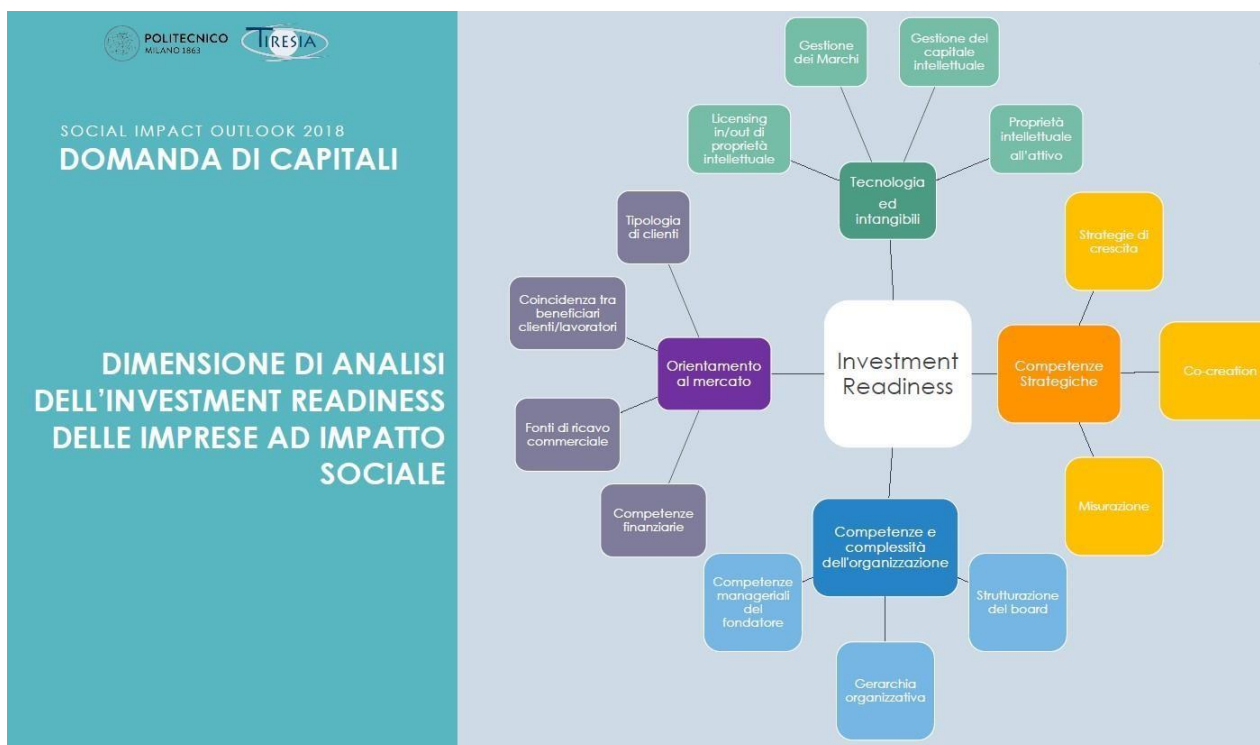 POLITECNICO
MILANO 1863
TIRESIA
SOCIAL IMPACT OUTLOOK 2018
DOMANDA DI CAPITALI
DIMENSIONE DI ANALISI
DELL'INVESTMENT READINESS
DELLE IMPRESE AD IMPATTO
SOCIALE
Gestione
dei Marchi
Gestione del
capitale
intellettuale
Licensing
in/out di
proprietà
intellettuale
Proprietà
intellettuale
all'attivo
Tecnologia
ed
intangibili
Tipologia
di clienti
Coincidenza tra
beneficiari
clienti/lavoratori
Orientamento
al mercato
Fonti di ricavo
commerciale
Competenze
finanziarie
Investment
Readiness
Strategie di
crescita
Competenze
Strategiche
Co-creation
Misurazione
Competenze e
complessità
dell'organizzazione
Competenze
manageriali
del
fondatore
Gerarchia
organizzativa
Strutturazione
del board